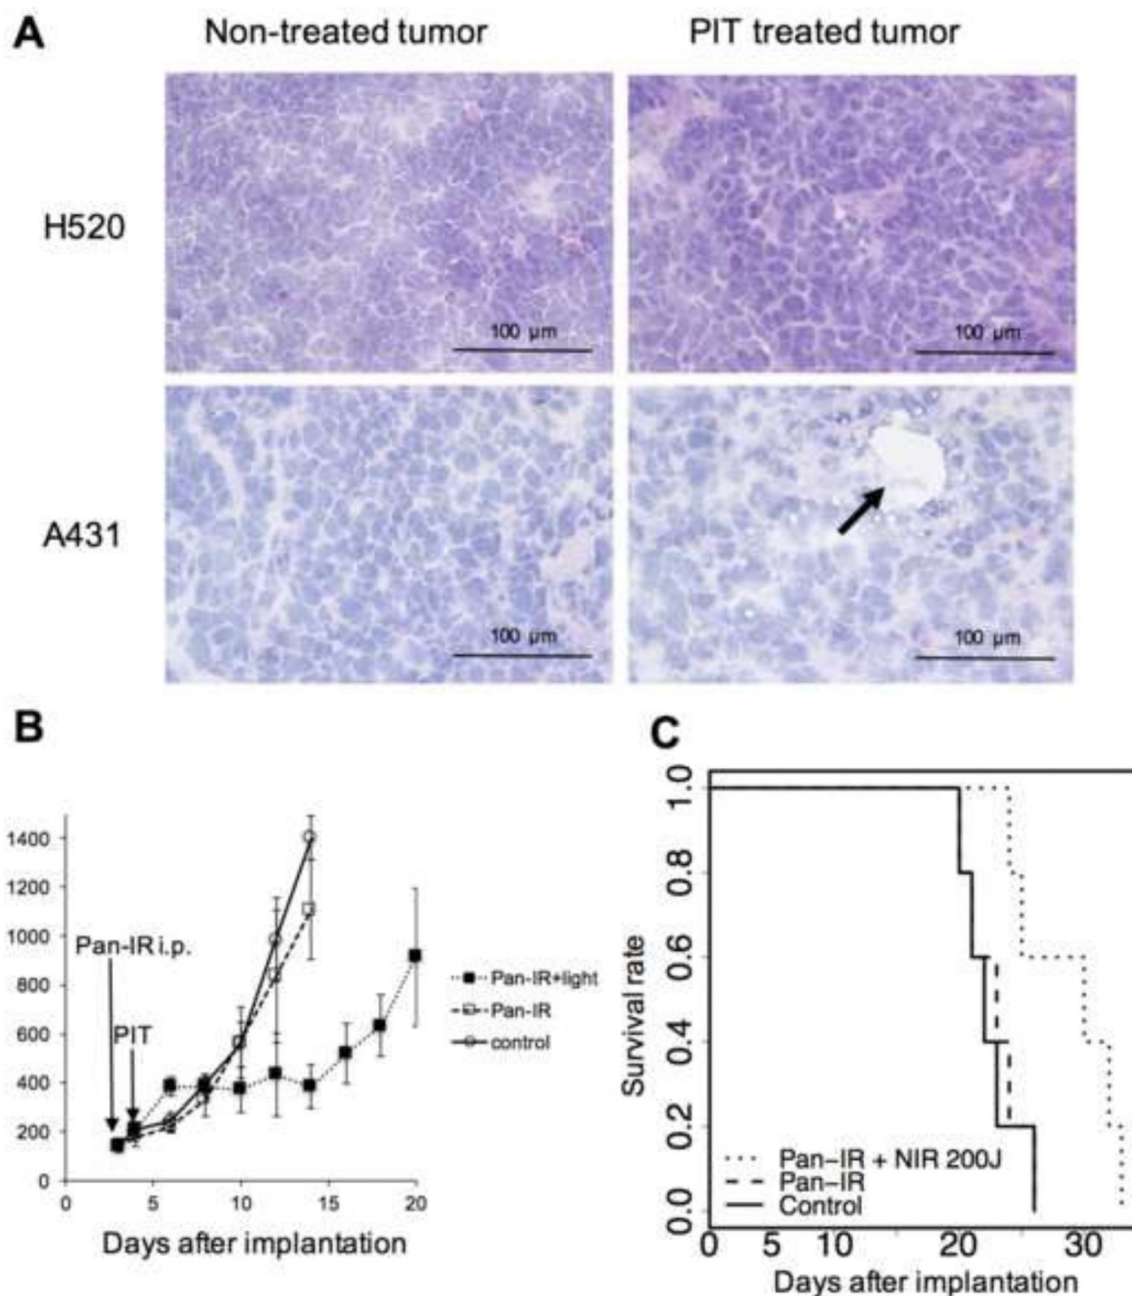 A
Non-treated tumor
PIT treated tumor
H520
100 µm
100 µm
A431
100 µm
100 µm
B
1400
1200
1000
800
600
400
200
0
Pan-IR i.p.
PIT
Pan-IR+light
Pan-IR
control
0 5 10 15 20
Days after implantation
C
Survival rate
1.0
0.8
0.6
0.4
0.2
0.0
Pan-IR + NIR 200J
Pan-IR
Control
0 5 10 20 30
Days after implantation